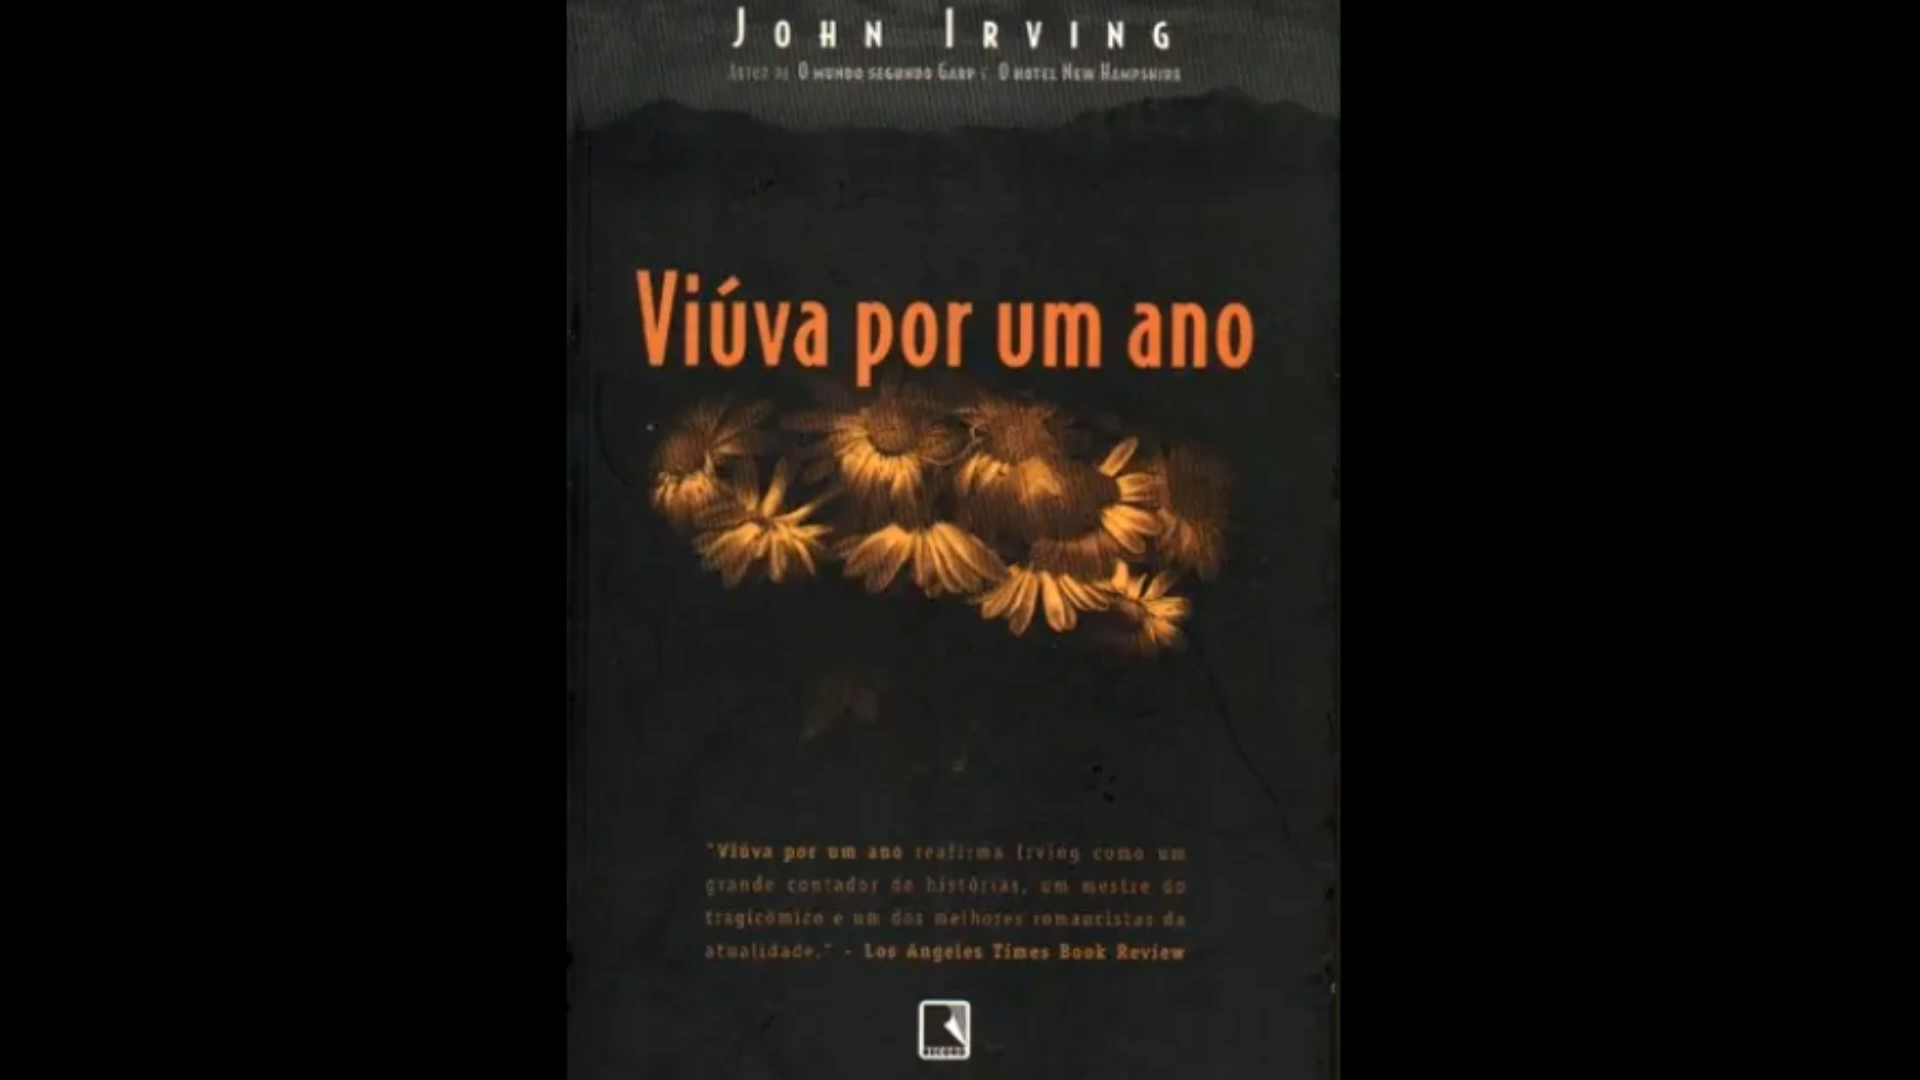 JOHN IRVING
AUTOR DE O MUNDO SEGUNDO GARP E O HOTEL NEW HAMPSHIRE
Viúva por um ano
"Viúva por um ano reafirma Irving como um
grande contador de histórias, um mestre do
tragicômico e um dos melhores romancistas da
atualidade." - Los Angeles Times Book Review
RECORD